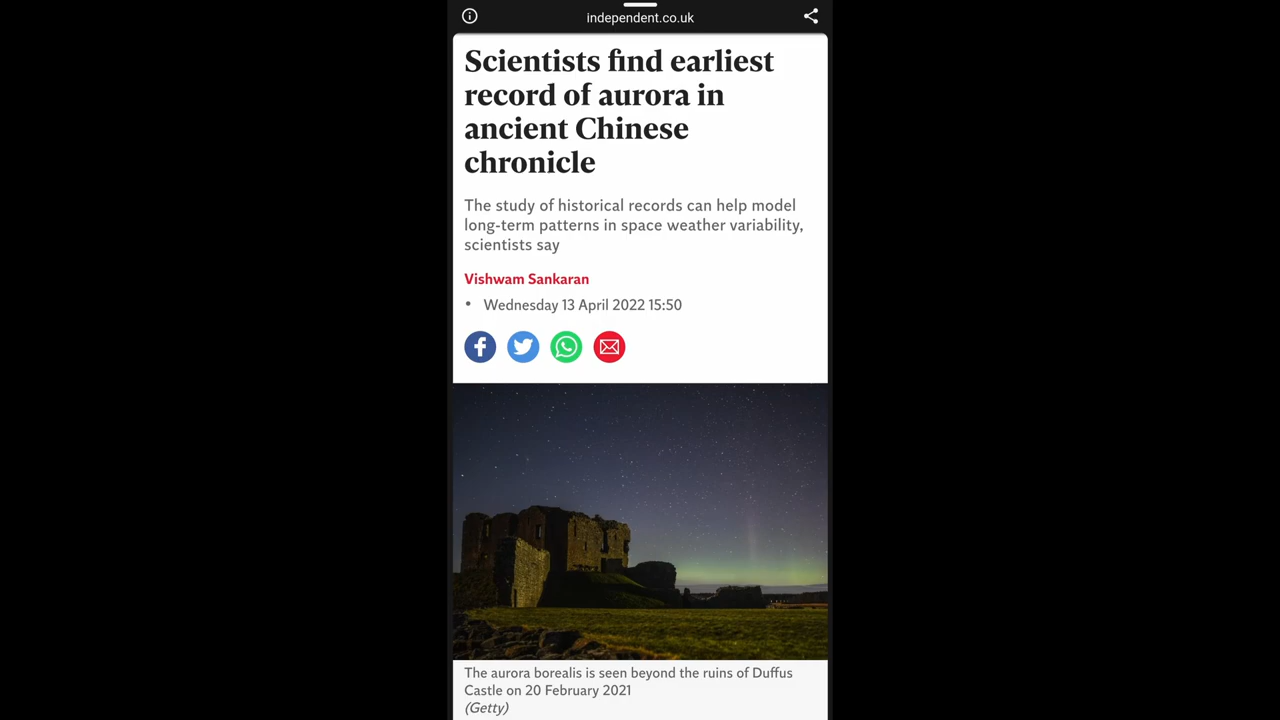 independent.co.uk
Scientists find earliest
record of aurora in
ancient Chinese
chronicle
The study of historical records can help model
long-term patterns in space weather variability,
scientists say
Vishwam Sankaran
• Wednesday 13 April 2022 15:50
The aurora borealis is seen beyond the ruins of Duffus
Castle on 20 February 2021
(Getty)